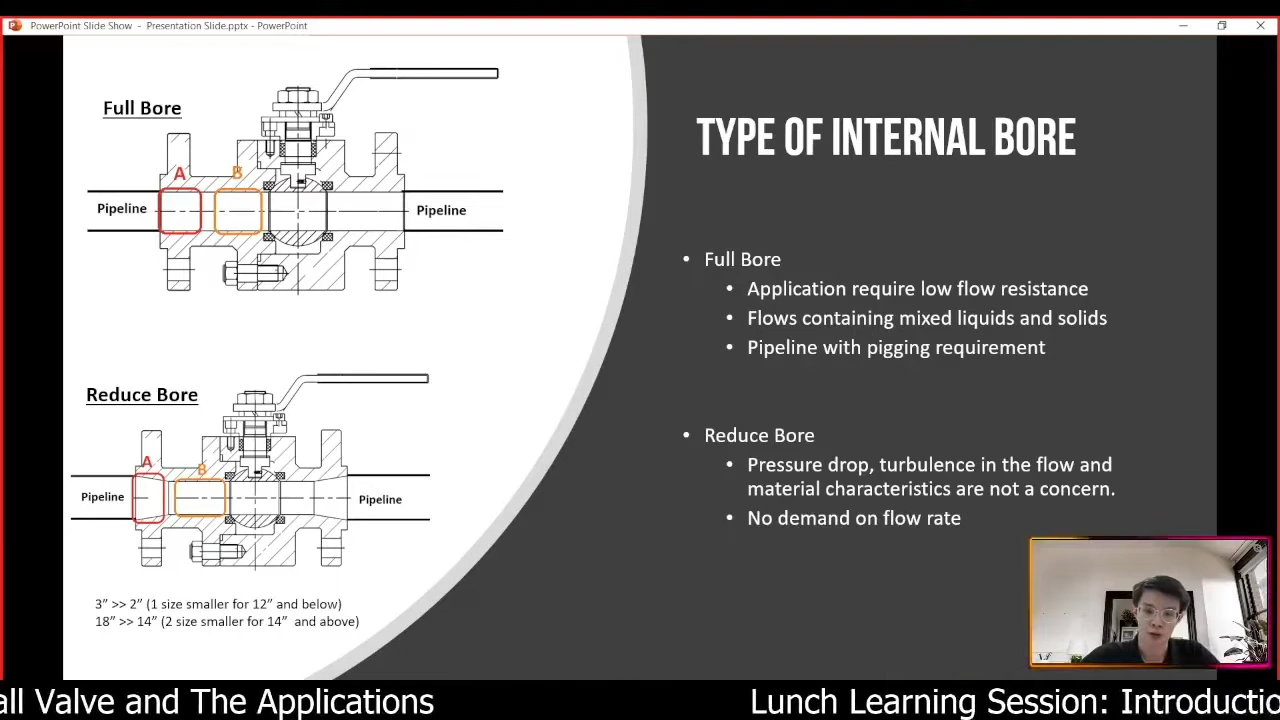 PowerPoint Slide Show - Presentation Slide.pptx - PowerPoint
Full Bore
A
B
Pipeline
Pipeline
Reduce Bore
A
B
Pipeline
Pipeline
3” >> 2” (1 size smaller for 12” and below)
18” >> 14” (2 size smaller for 14” and above)
TYPE OF INTERNAL BORE
• Full Bore
• Application require low flow resistance
• Flows containing mixed liquids and solids
• Pipeline with pigging requirement
• Reduce Bore
• Pressure drop, turbulence in the flow and
material characteristics are not a concern.
• No demand on flow rate
all Valve and The Applications
Lunch Learning Session: Introductio